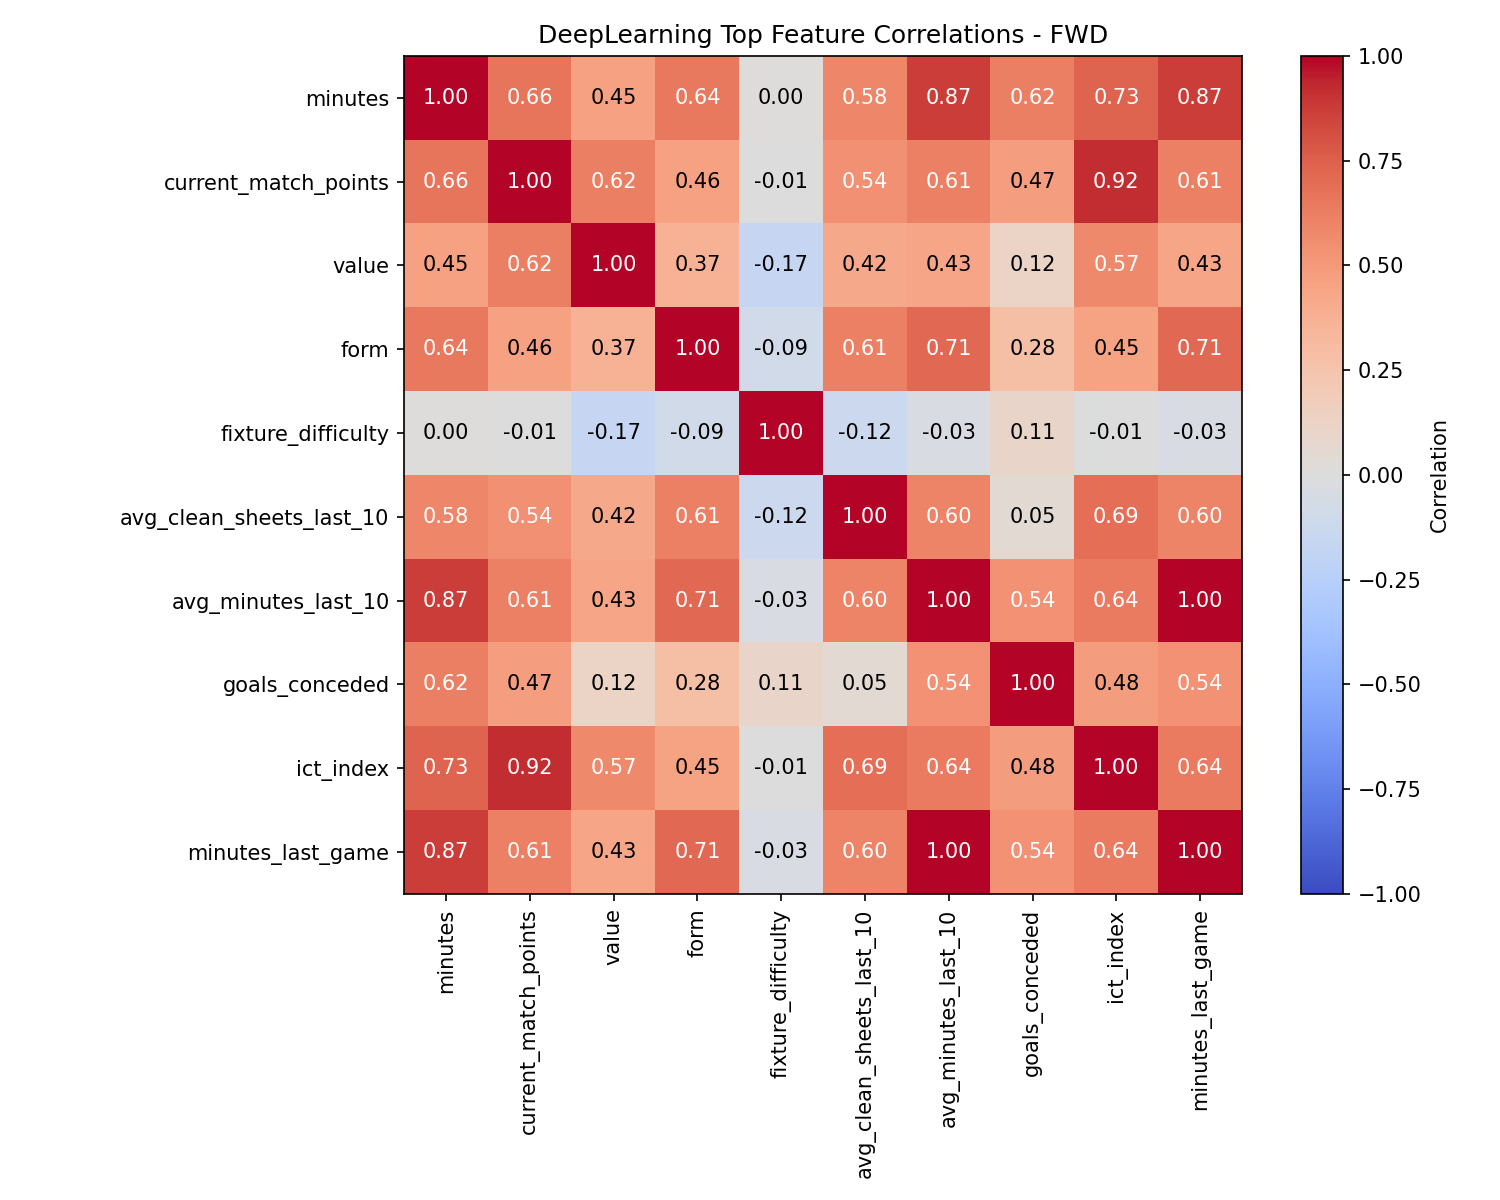 DeepLearning Top Feature Correlations - FWD
minutes 1.00 0.66 0.45 0.64 0.00 0.58 0.87 0.62 0.73 0.87
current_match_points 0.66 1.00 0.62 0.46 -0.01 0.54 0.61 0.47 0.92 0.61
value 0.45 0.62 1.00 0.37 -0.17 0.42 0.43 0.12 0.57 0.43
form 0.64 0.46 0.37 1.00 -0.09 0.61 0.71 0.28 0.45 0.71
fixture_difficulty 0.00 -0.01 -0.17 -0.09 1.00 -0.12 -0.03 0.11 -0.01 -0.03
avg_clean_sheets_last_10 0.58 0.54 0.42 0.61 -0.12 1.00 0.60 0.05 0.69 0.60
avg_minutes_last_10 0.87 0.61 0.43 0.71 -0.03 0.60 1.00 0.54 0.64 1.00
goals_conceded 0.62 0.47 0.12 0.28 0.11 0.05 0.54 1.00 0.48 0.54
ict_index 0.73 0.92 0.57 0.45 -0.01 0.69 0.64 0.48 1.00 0.64
minutes_last_game 0.87 0.61 0.43 0.71 -0.03 0.60 1.00 0.54 0.64 1.00
minutes
current_match_points
value
form
fixture_difficulty
avg_clean_sheets_last_10
avg_minutes_last_10
goals_conceded
ict_index
minutes_last_game
1.00
0.75
0.50
0.25
0.00
−0.25
−0.50
−0.75
−1.00
Correlation